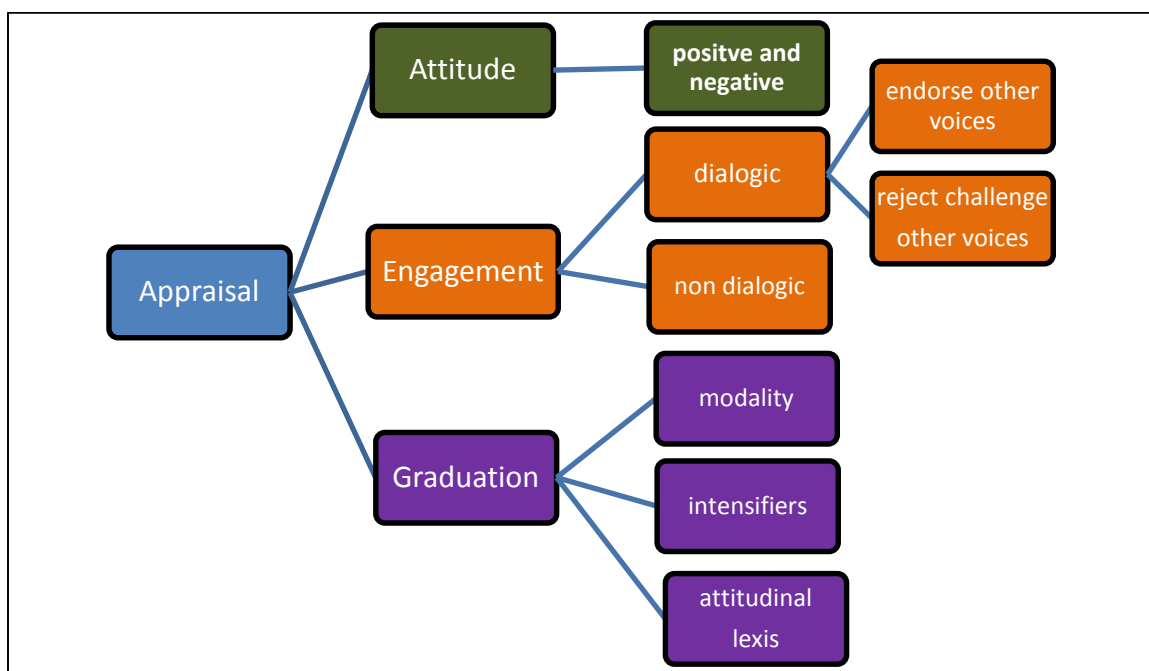 Appraisal
Attitude
positve and
negative
Engagement
dialogic
endorse other
voices
reject challenge
other voices
non dialogic
Graduation
modality
intensifiers
attitudinal
lexis